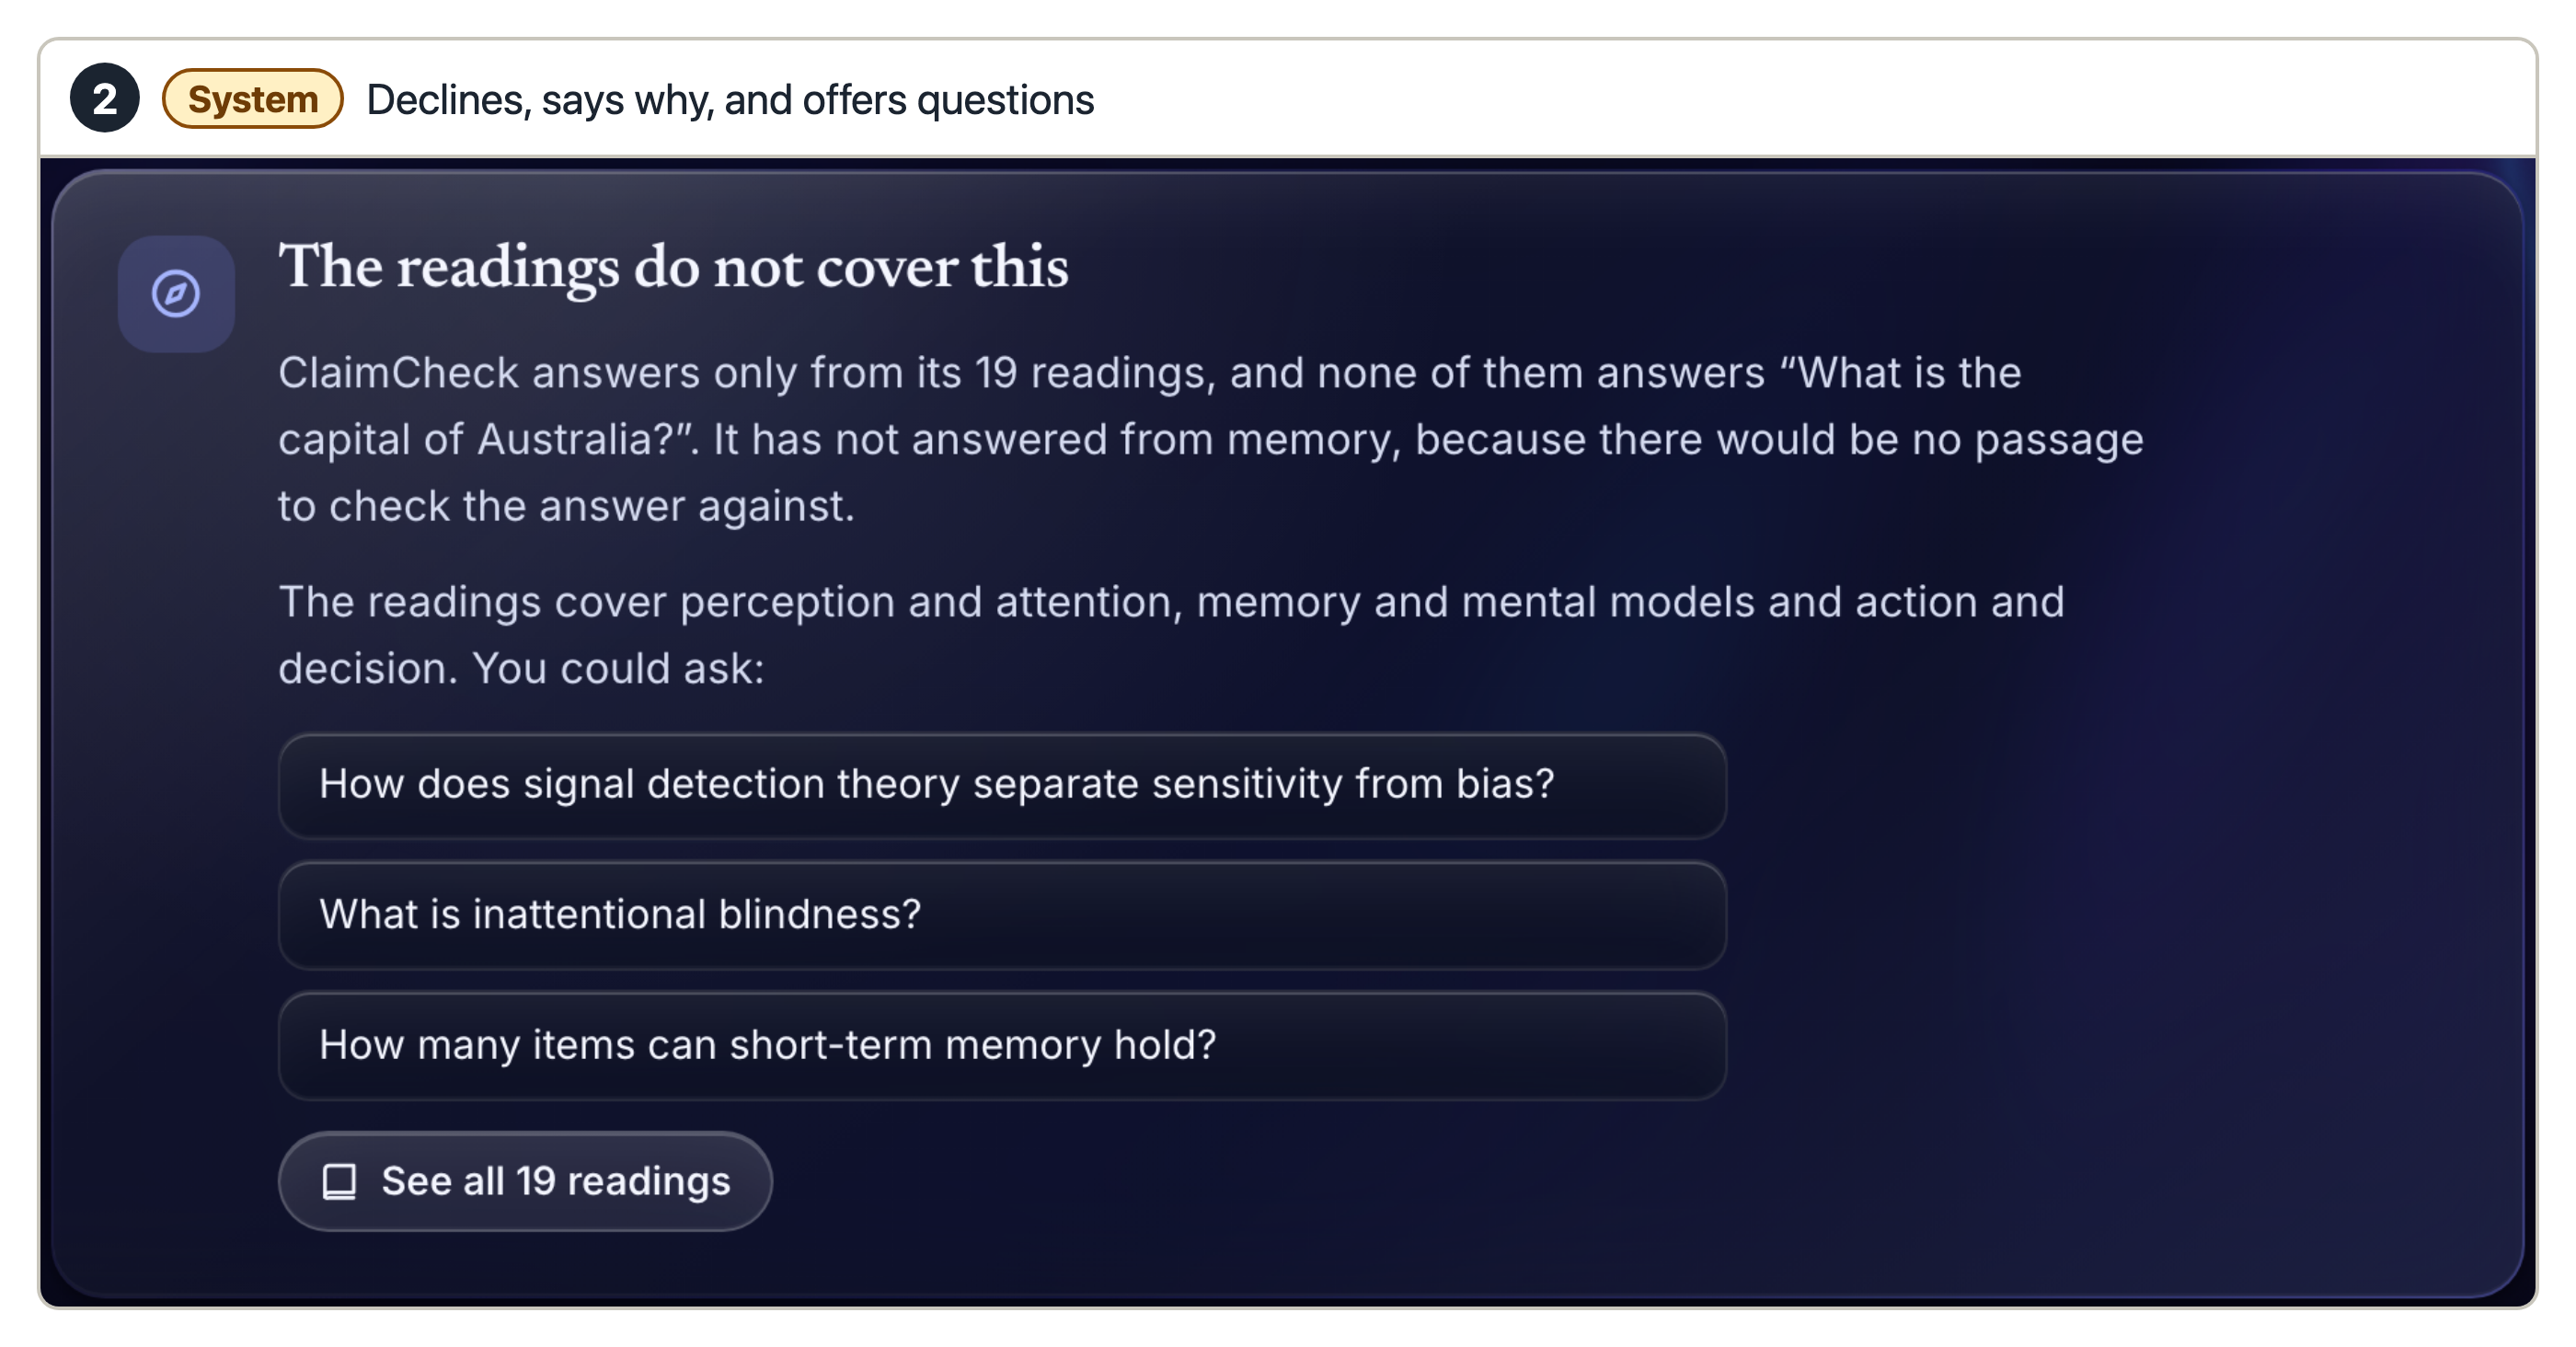 2 System Declines, says why, and offers questions
The readings do not cover this
ClaimCheck answers only from its 19 readings, and none of them answers “What is the
capital of Australia?”. It has not answered from memory, because there would be no passage
to check the answer against.
The readings cover perception and attention, memory and mental models and action and
decision. You could ask:
How does signal detection theory separate sensitivity from bias?
What is inattentional blindness?
How many items can short-term memory hold?
See all 19 readings